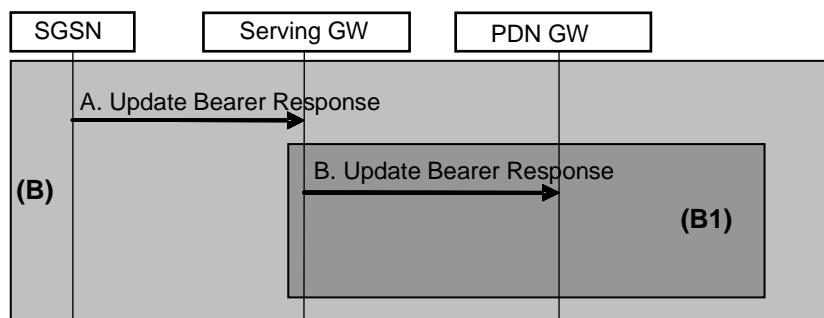 SGSN Serving GW PDN GW
A. Update Bearer Response
B. Update Bearer Response
(B)
(B1)